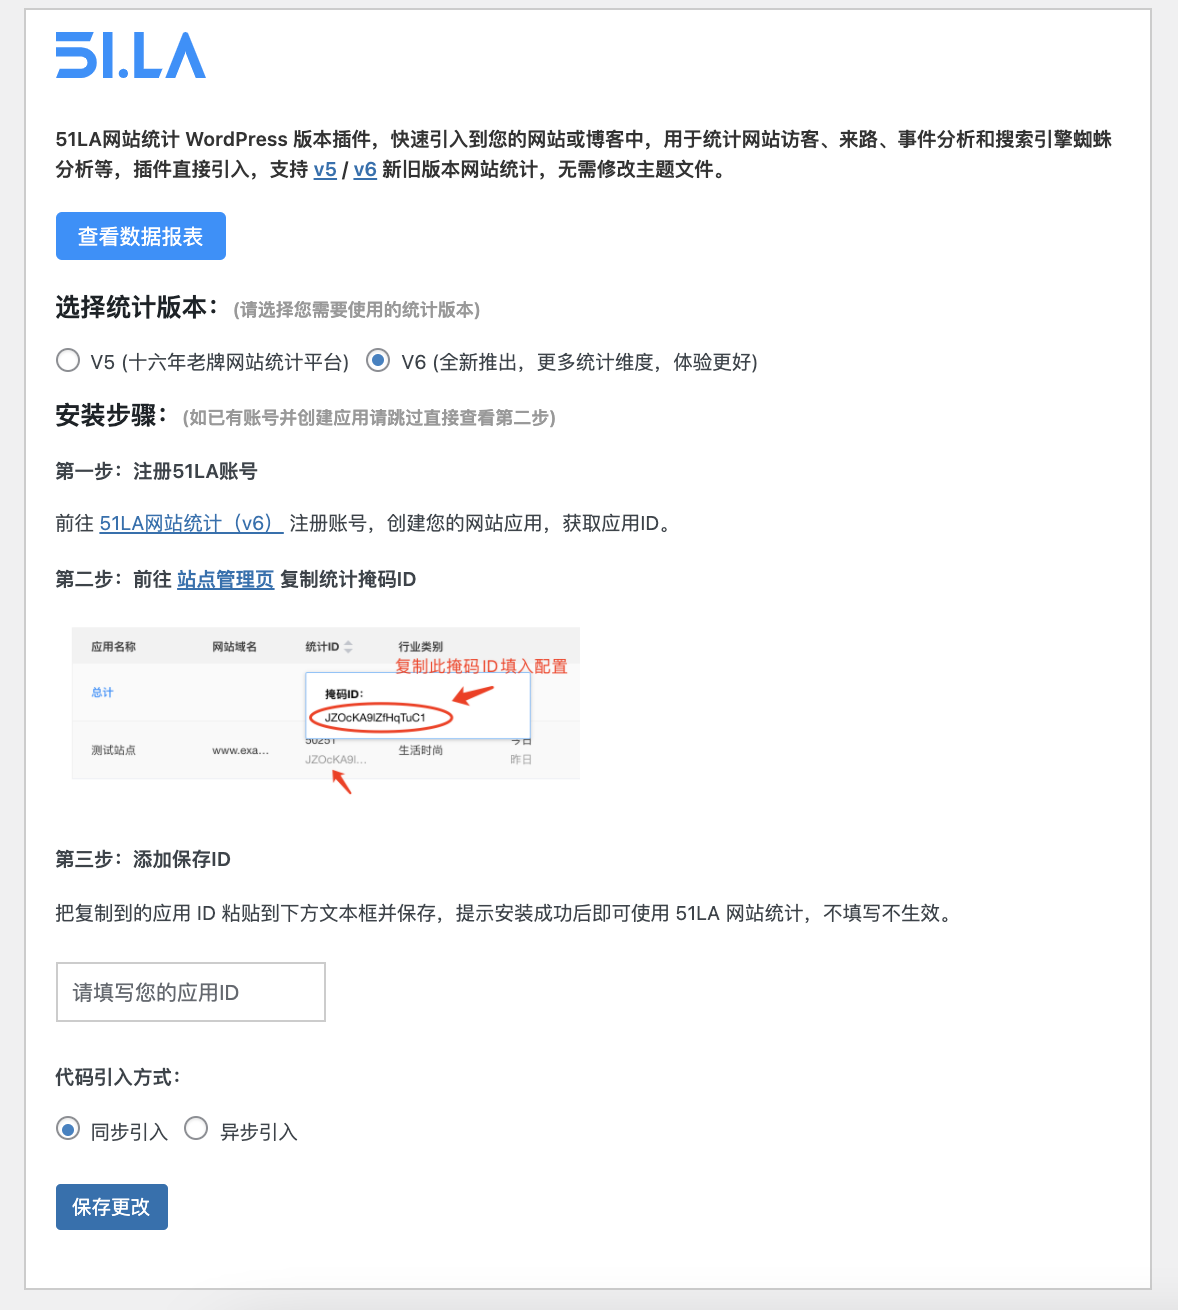 51.LA
51LA网站统计 WordPress 版本插件，快速引入到您的网站或博客中，用于统计网站访客、来路、事件分析和搜索引擎蜘蛛
分析等，插件直接引入，支持 v5 / v6 新旧版本网站统计，无需修改主题文件。
查看数据报表
选择统计版本： (请选择您需要使用的统计版本)
V5 (十六年老牌网站统计平台) V6 (全新推出，更多统计维度，体验更好)
安装步骤： (如已有账号并创建应用请跳过直接查看第二步)
第一步：注册51LA账号
前往 51LA网站统计（v6） 注册账号，创建您的网站应用，获取应用ID。
第二步：前往 站点管理页 复制统计掩码ID
应用名称 网站域名 统计ID 行业类别
复制此掩码ID填入配置
总计 掩码ID：
JZOcKA9lZfHqTuC1
50251 今日
测试站点 www.exa... 生活时尚
JZOcKA9l... 昨日
第三步：添加保存ID
把复制到的应用 ID 粘贴到下方文本框并保存，提示安装成功后即可使用 51LA 网站统计，不填写不生效。
请填写您的应用ID
代码引入方式：
同步引入 异步引入
保存更改